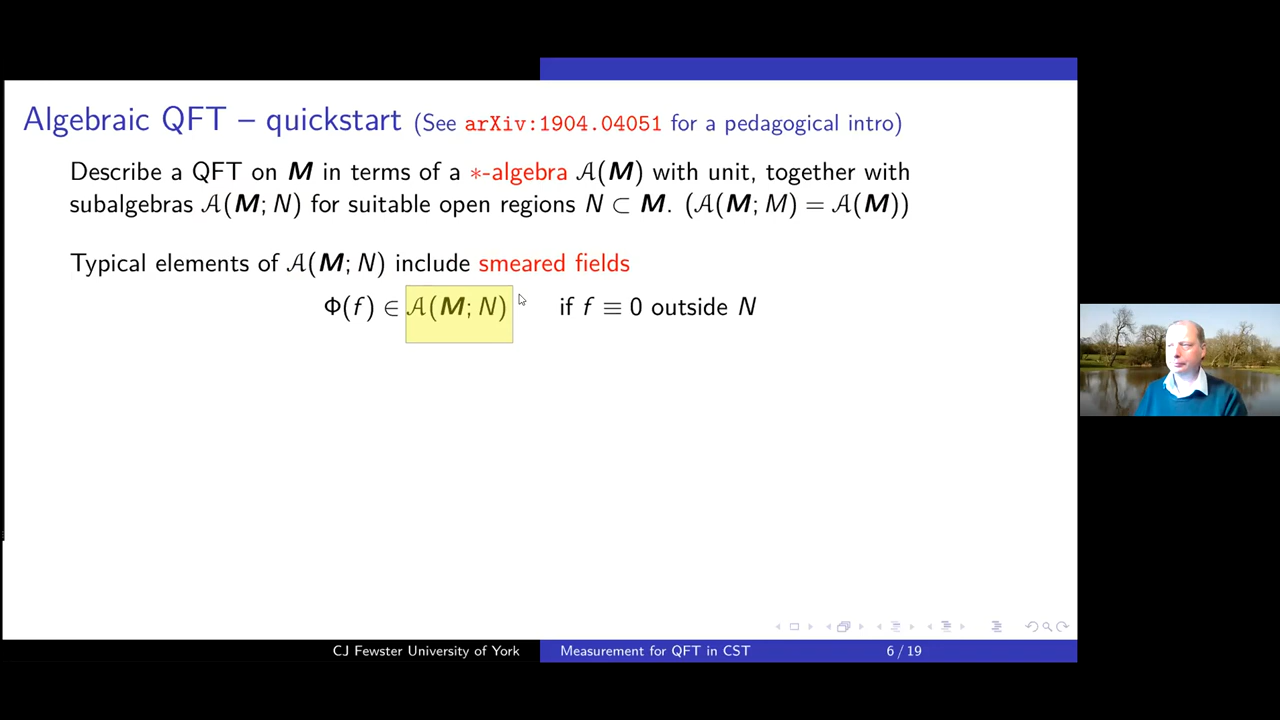 Algebraic QFT – quickstart (See arXiv:1904.04051 for a pedagogical intro)
Describe a QFT on M in terms of a ∗-algebra 𝒜(M) with unit, together with
subalgebras 𝒜(M; N) for suitable open regions N ⊂ M. (𝒜(M; M) = 𝒜(M))
Typical elements of 𝒜(M; N) include smeared fields
Φ(f) ∈ 𝒜(M; N) if f ≡ 0 outside N
CJ Fewster University of York Measurement for QFT in CST 6 / 19